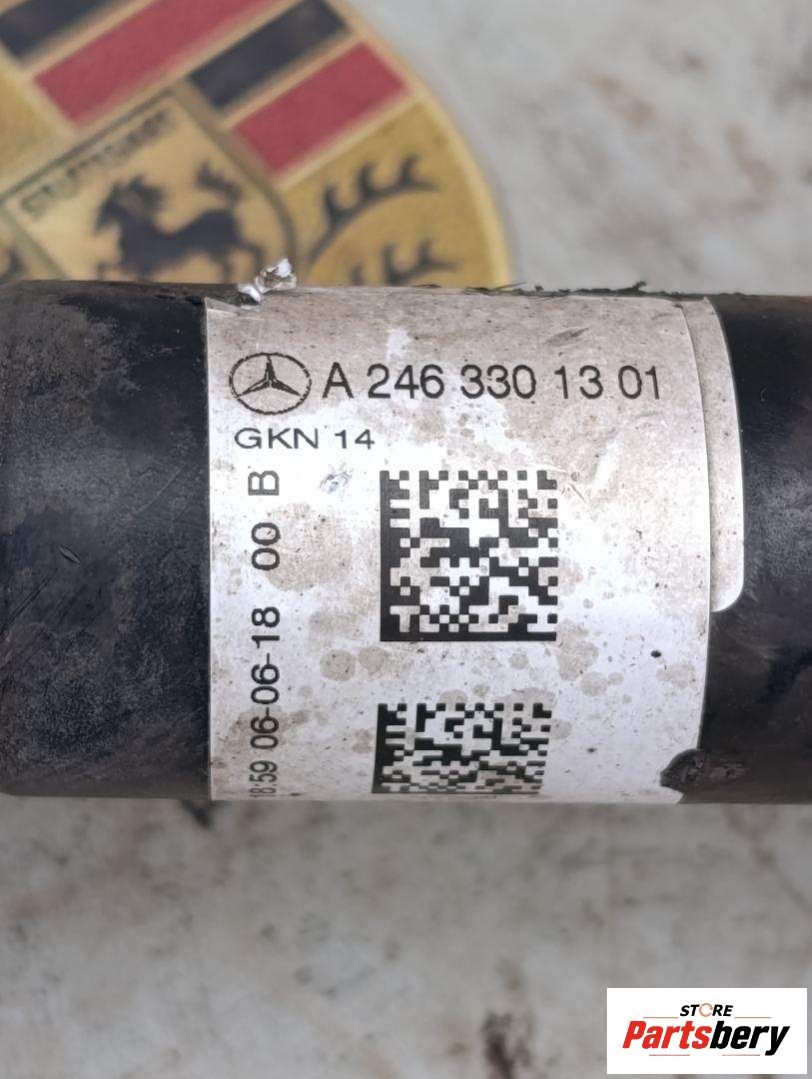 A 246 330 13 01
GKN 14
18:59 06-06-18 00 B
STORE
Partsbery